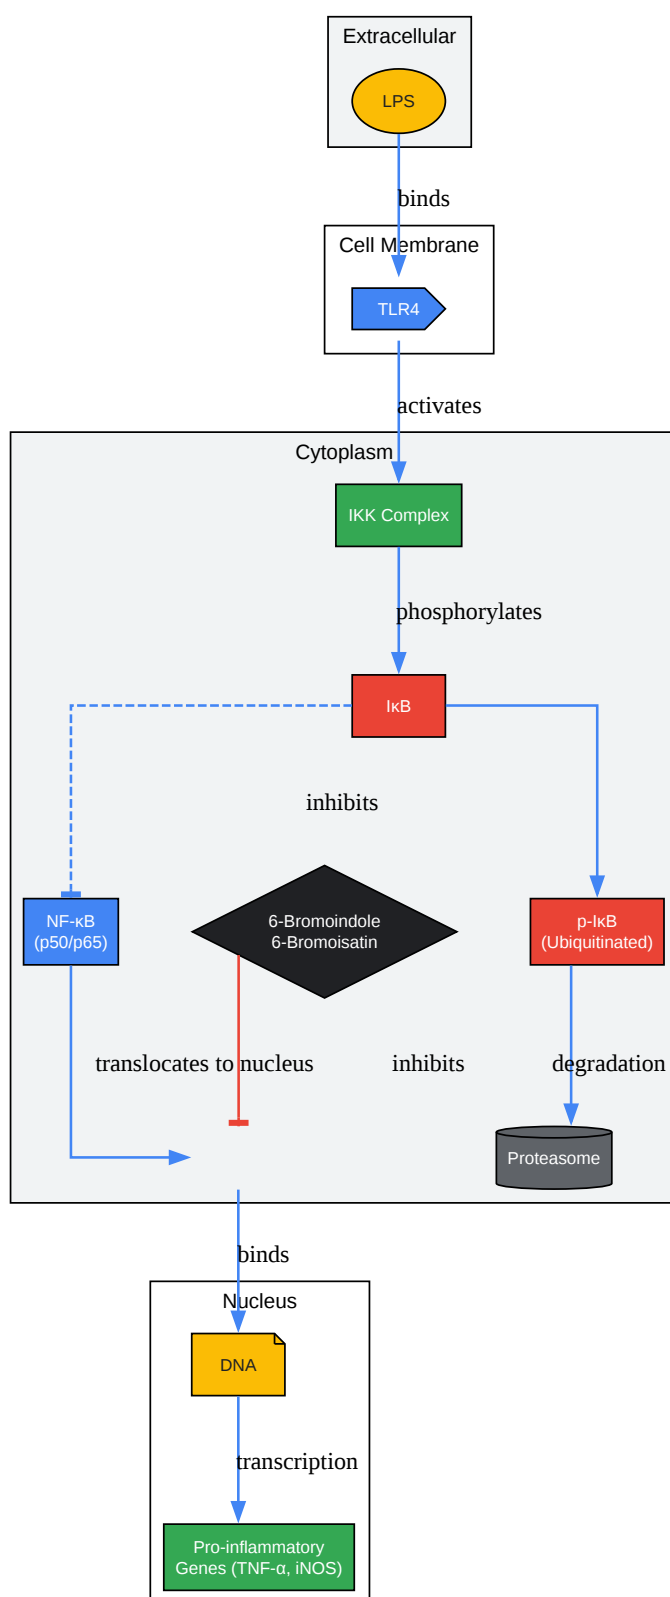 Extracellular
LPS
binds
Cell Membrane
TLR4
activates
Cytoplasm
IKK Complex
phosphorylates
IκB
inhibits
NF-κB
(p50/p65)
6-Bromoindole
6-Bromoisatin
p-IκB
(Ubiquitinated)
translocates to nucleus
inhibits
degradation
Proteasome
binds
Nucleus
DNA
transcription
Pro-inflammatory
Genes (TNF-α, iNOS)